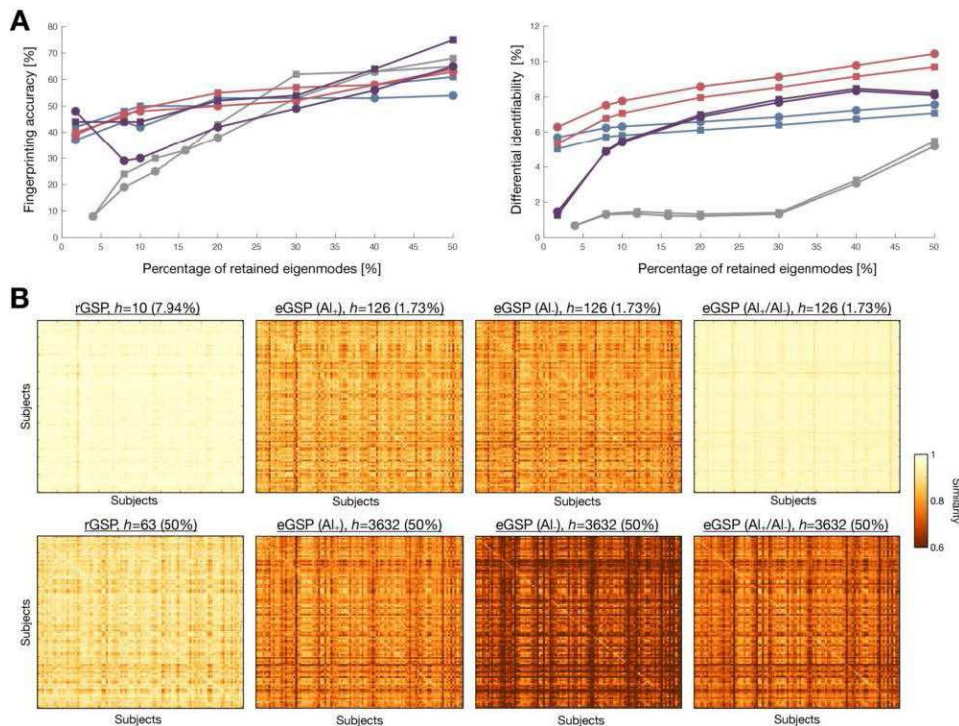 A
Fingerprinting accuracy [%]
80
70
60
50
40
30
20
10
0
0 5 10 15 20 25 30 35 40 45 50
Percentage of retained eigenmodes [%]
Differential identifiability [%]
12
10
8
6
4
2
0
0 5 10 15 20 25 30 35 40 45 50
Percentage of retained eigenmodes [%]
B
rGSP, h=10 (7.94%) eGSP (Al₊), h=126 (1.73%) eGSP (Al₋), h=126 (1.73%) eGSP (Al₊/Al₋), h=126 (1.73%)
Subjects
Subjects Subjects Subjects Subjects
rGSP, h=63 (50%) eGSP (Al₊), h=3632 (50%) eGSP (Al₋), h=3632 (50%) eGSP (Al₊/Al₋), h=3632 (50%)
Subjects
Subjects Subjects Subjects Subjects
1
0.8
0.6
Similarity